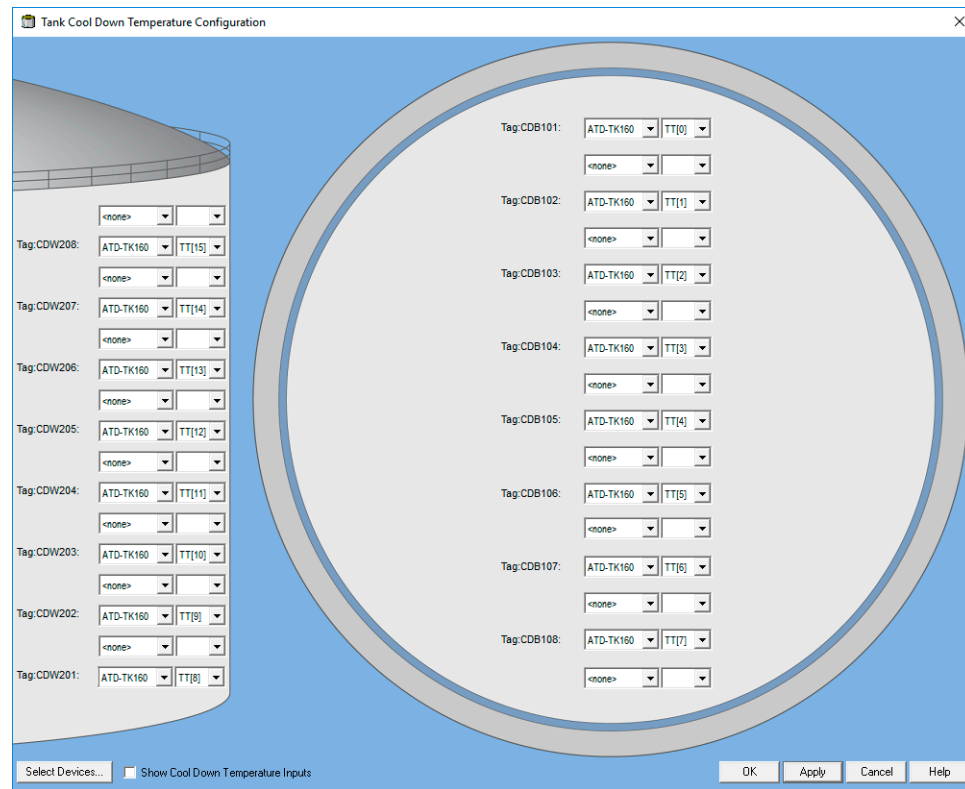 Tank Cool Down Temperature Configuration
<none>
Tag:CDW208: ATD-TK160 TT[15]
<none>
Tag:CDW207: ATD-TK160 TT[14]
<none>
Tag:CDW206: ATD-TK160 TT[13]
<none>
Tag:CDW205: ATD-TK160 TT[12]
<none>
Tag:CDW204: ATD-TK160 TT[11]
<none>
Tag:CDW203: ATD-TK160 TT[10]
<none>
Tag:CDW202: ATD-TK160 TT[9]
<none>
Tag:CDW201: ATD-TK160 TT[8]
Tag:CDB101: ATD-TK160 TT[0]
<none>
Tag:CDB102: ATD-TK160 TT[1]
<none>
Tag:CDB103: ATD-TK160 TT[2]
<none>
Tag:CDB104: ATD-TK160 TT[3]
<none>
Tag:CDB105: ATD-TK160 TT[4]
<none>
Tag:CDB106: ATD-TK160 TT[5]
<none>
Tag:CDB107: ATD-TK160 TT[6]
<none>
Tag:CDB108: ATD-TK160 TT[7]
<none>
Select Devices... Show Cool Down Temperature Inputs OK Apply Cancel Help